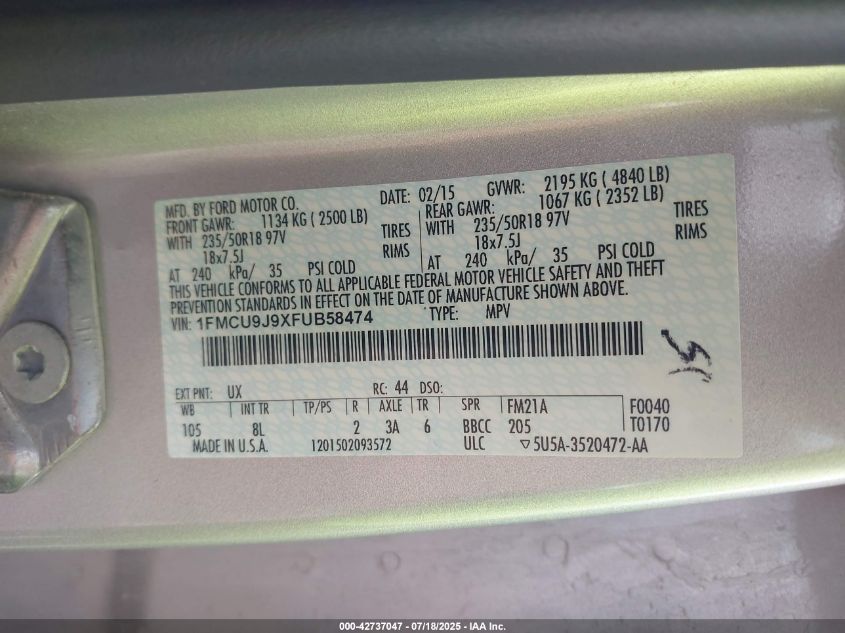 MFD. BY FORD MOTOR CO. DATE: 02/15 GVWR: 2195 KG ( 4840 LB)
FRONT GAWR: 1134 KG ( 2500 LB) REAR GAWR: 1067 KG ( 2352 LB)
WITH 235/50R18 97V TIRES WITH 235/50R18 97V TIRES
18x7.5J RIMS 18x7.5J RIMS
AT 240 kPa/ 35 PSI COLD AT 240 kPa/ 35 PSI COLD
THIS VEHICLE CONFORMS TO ALL APPLICABLE FEDERAL MOTOR VEHICLE SAFETY AND THEFT
PREVENTION STANDARDS IN EFFECT ON THE DATE OF MANUFACTURE SHOWN ABOVE.
VIN: 1FMCU9J9XFUB58474 TYPE: MPV
EXT PNT: UX RC: 44 DSO:
WB INT TR TP/PS R AXLE TR SPR FM21A F0040
105 8L 2 3A 6 BBCC 205 T0170
MADE IN U.S.A. 1201502093572 ULC ▽5U5A-3520472-AA
000-42737047 - 07/18/2025 - IAA Inc.